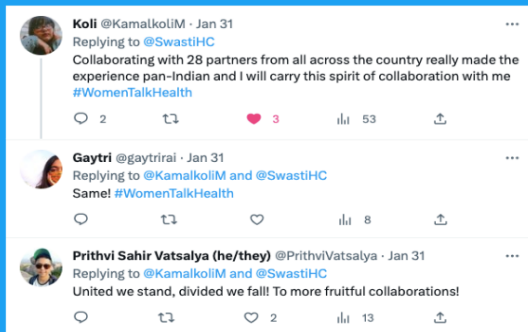 Koli @KamalkoliM · Jan 31
Replying to @SwastiHC
Collaborating with 28 partners from all across the country really made the
experience pan-Indian and I will carry this spirit of collaboration with me
#WomenTalkHealth
2 3 53
Gaytri @gaytrirai · Jan 31
Replying to @KamalkoliM and @SwastiHC
Same! #WomenTalkHealth
8
Prithvi Sahir Vatsalya (he/they) @PrithviVatsalya · Jan 31
Replying to @KamalkoliM and @SwastiHC
United we stand, divided we fall! To more fruitful collaborations!
2 13